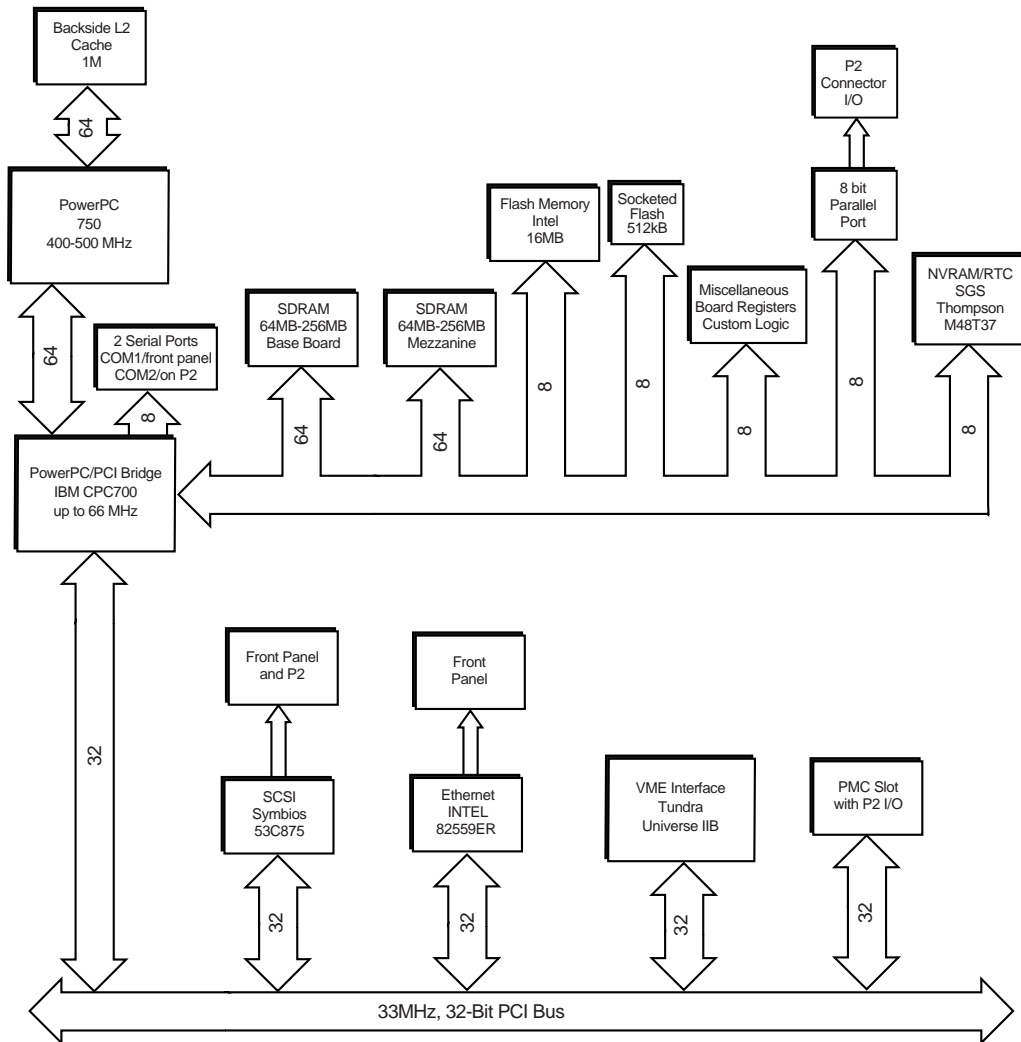 Backside L2
Cache
1M
64
PowerPC
750
400-500 MHz
64
2 Serial Ports
COM1/front panel
COM2/on P2
8
PowerPC/PCI Bridge
IBM CPC700
up to 66 MHz
SDRAM
64MB-256MB
Base Board
64
SDRAM
64MB-256MB
Mezzanine
64
Flash Memory
Intel
16MB
8
Socketed
Flash
512kB
8
Miscellaneous
Board Registers
Custom Logic
8
P2
Connector
I/O
8 bit
Parallel
Port
8
NVRAM/RTC
SGS
Thompson
M48T37
8
32
Front Panel
and P2
SCSI
Symbios
53C875
32
Front
Panel
Ethernet
INTEL
82559ER
32
VME Interface
Tundra
Universe IIB
32
PMC Slot
with P2 I/O
32
33MHz, 32-Bit PCI Bus